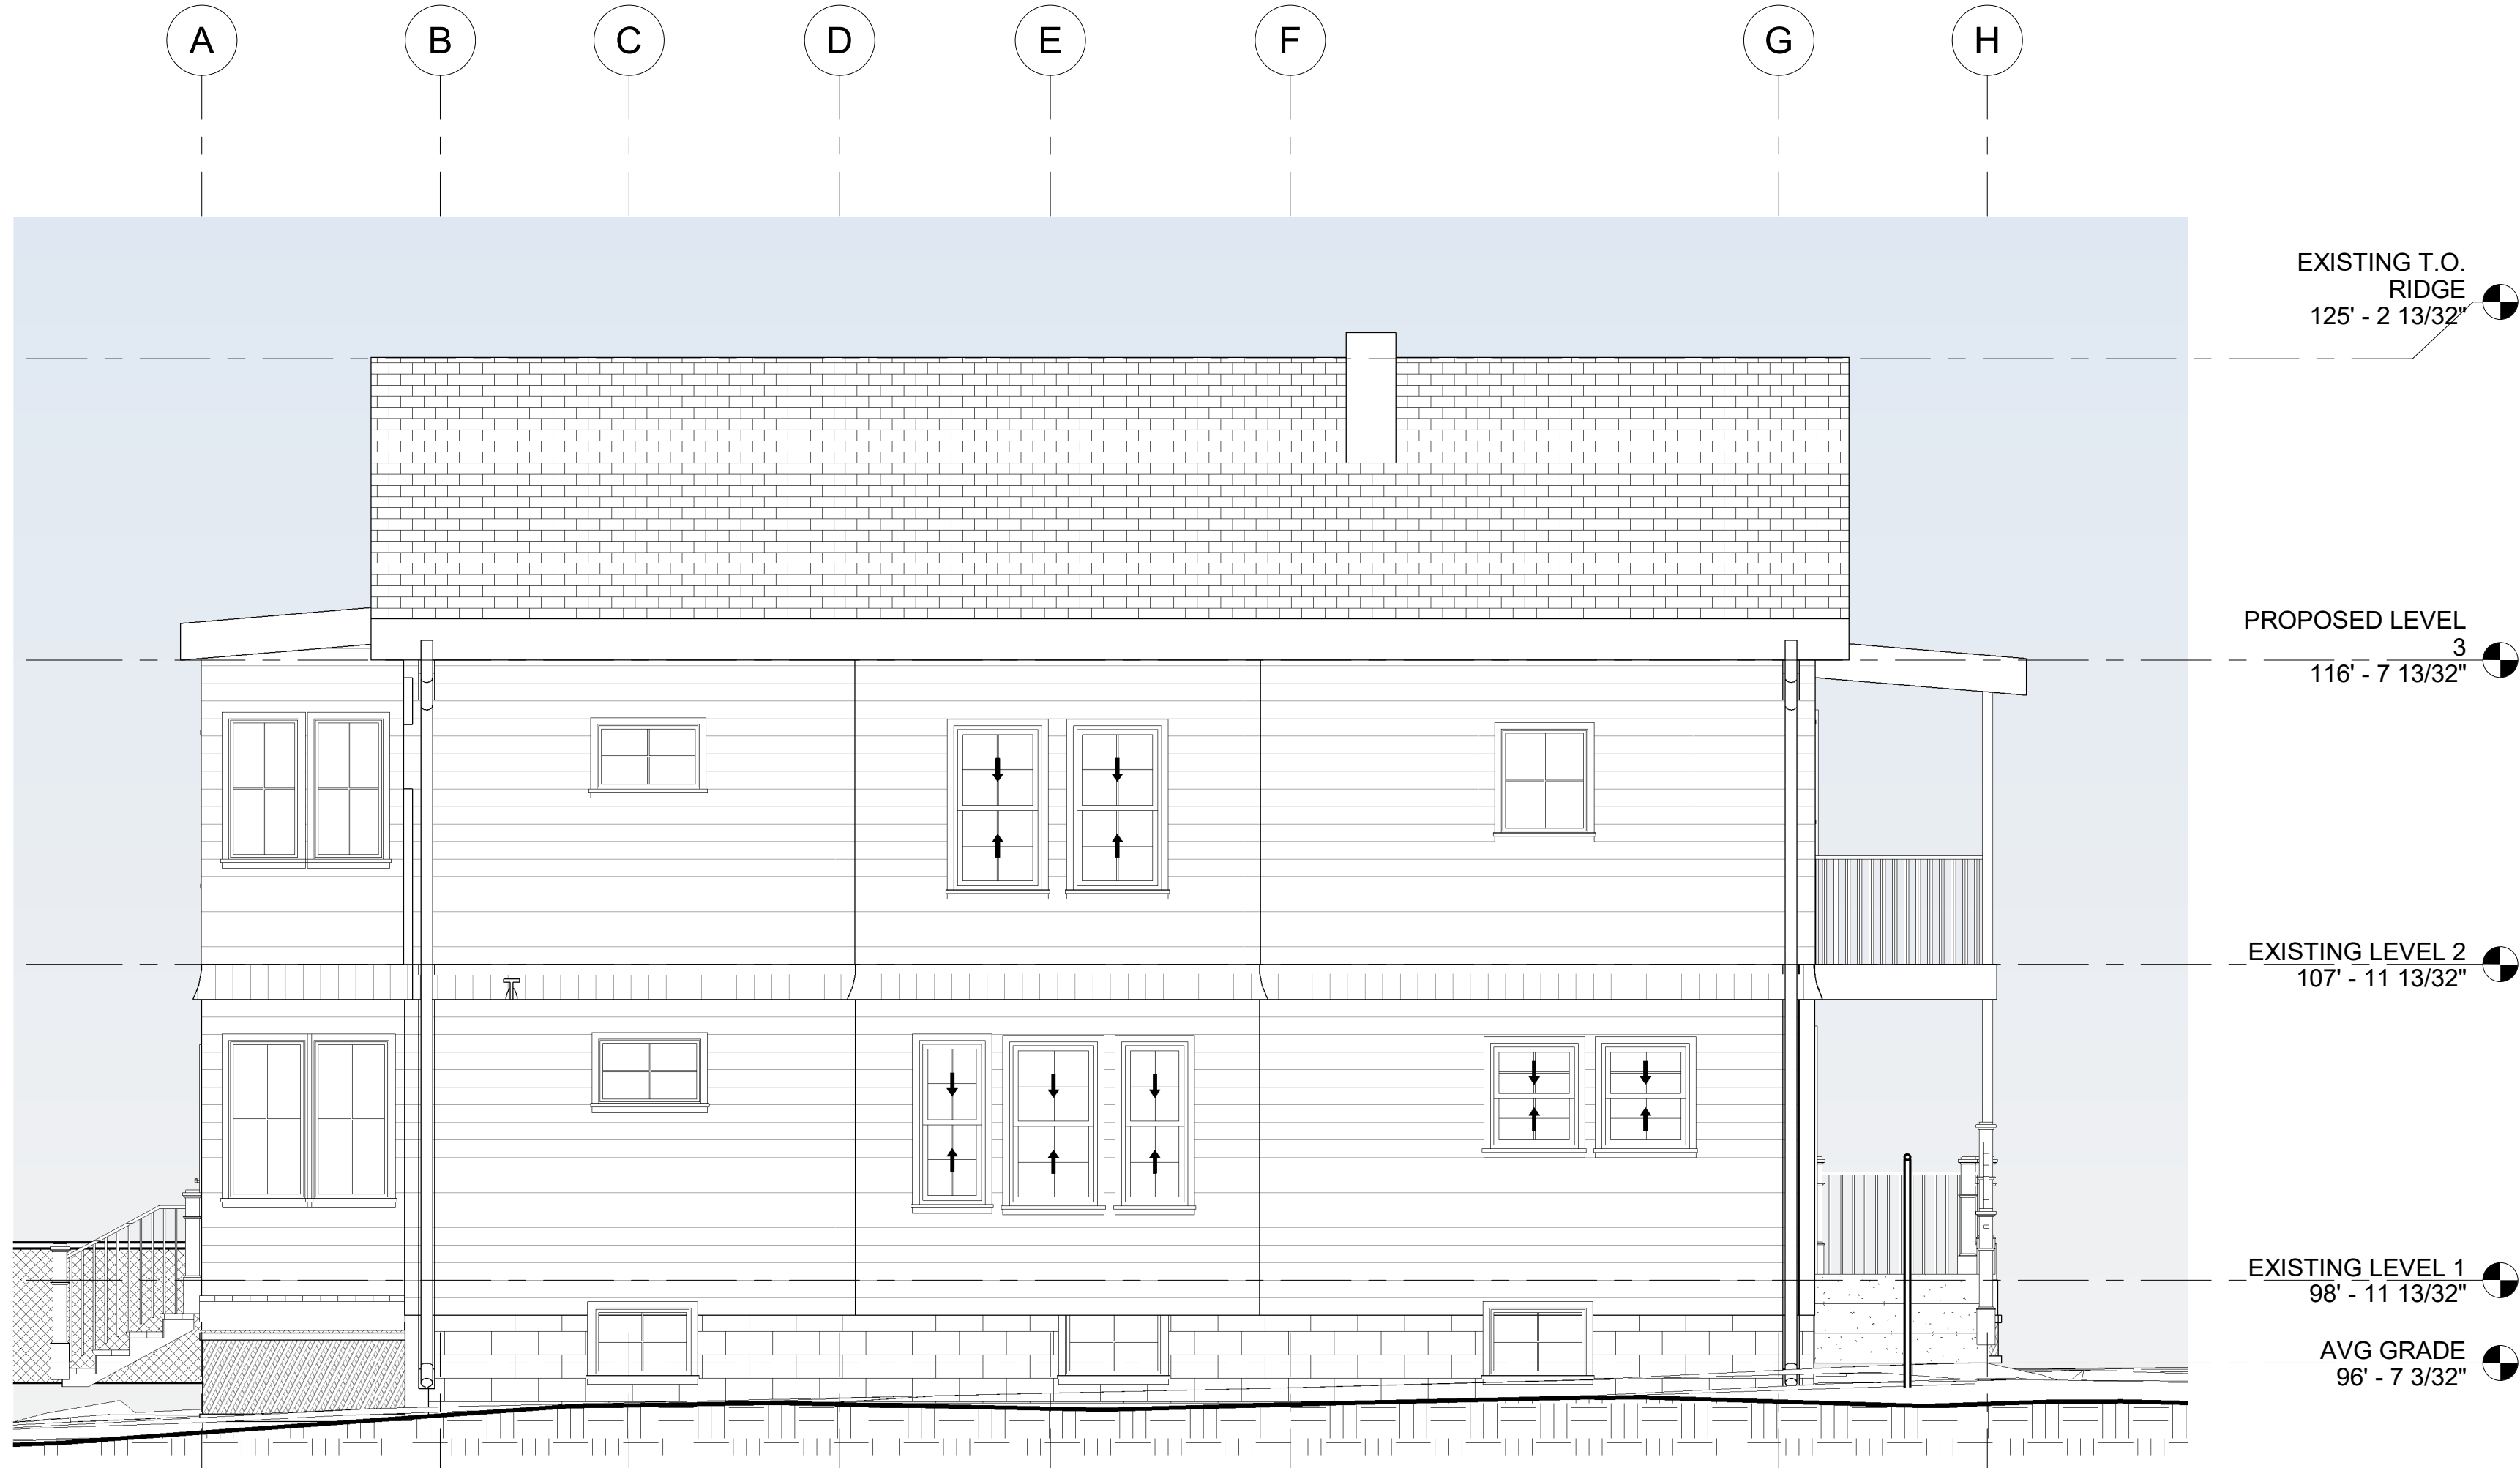 A B C D E F G H
EXISTING T.O.
RIDGE
125' - 2 13/32"
PROPOSED LEVEL
3
116' - 7 13/32"
EXISTING LEVEL 2
107' - 11 13/32"
EXISTING LEVEL 1
98' - 11 13/32"
AVG GRADE
96' - 7 3/32"